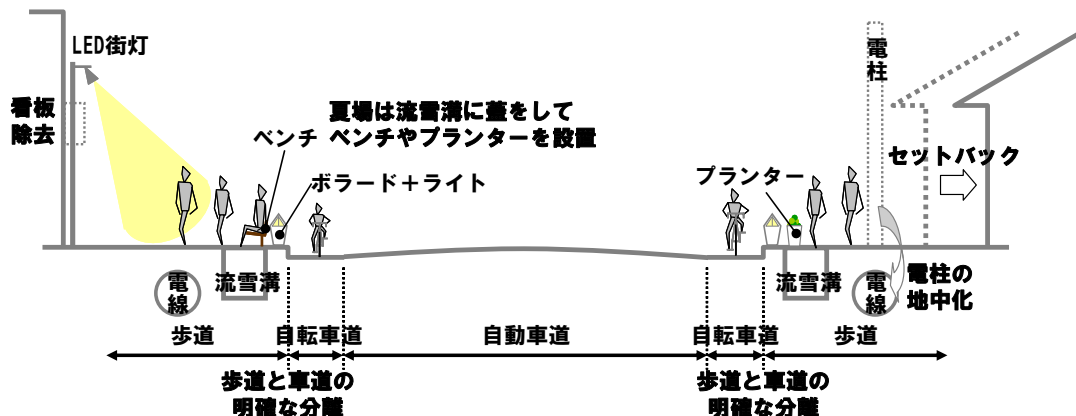 LED街灯
看板
除去
夏場は流雪溝に蓋をして
ベンチやプランターを設置
ベンチ
ボラード＋ライト
プランター
電柱
セットバック
電線
流雪溝
流雪溝
電線
電柱の
地中化
歩道
自転車道
自動車道
自転車道
歩道
歩道と車道の
明確な分離
歩道と車道の
明確な分離